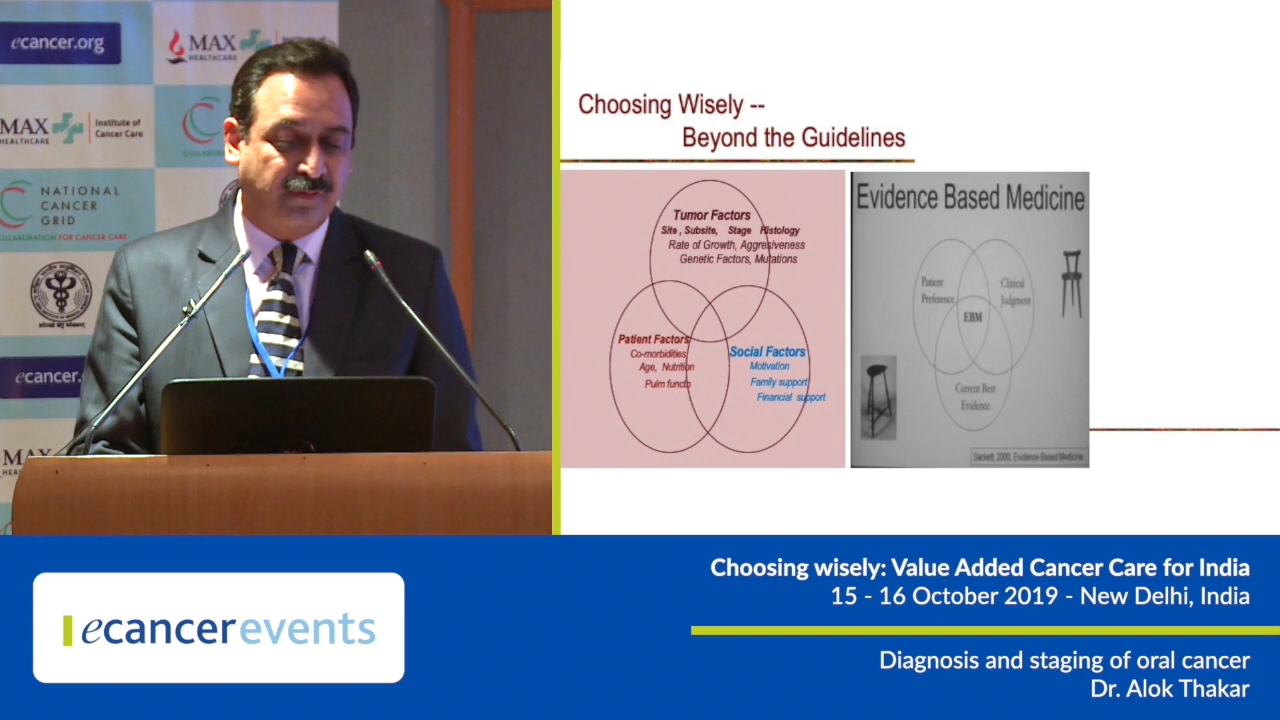 ecancer.org
MAX
HEALTHCARE
MAX
HEALTHCARE
Institute of
Cancer Care
NATIONAL
CANCER
GRID
COLLABORATION FOR CANCER CARE
ecancer.
MAX
Choosing Wisely --
Beyond the Guidelines
Tumor Factors
Site , Subsite, Stage Histology
Rate of Growth, Aggresiveness
Genetic Factors, Mutations
Patient Factors
Co-morbidities
Age, Nutrition
Pulm functn
Social Factors
Motivation
Family support
Financial support
Evidence Based Medicine
Patient
Preference
Clinical
Judgment
EBM
Current Best
Evidence
Sackett, 2000, Evidence-Based Medicine
ecancerevents
Choosing wisely: Value Added Cancer Care for India
15 - 16 October 2019 - New Delhi, India
Diagnosis and staging of oral cancer
Dr. Alok Thakar